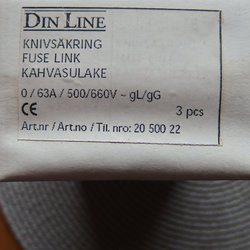 DIN LINE
KNIVSÄKRING
FUSE LINK
KAHVASULAKE
0 / 63A / 500/660V ~ gL/gG
CE 3 pcs
Art.nr / Art.no / Til. nro: 20 500 22